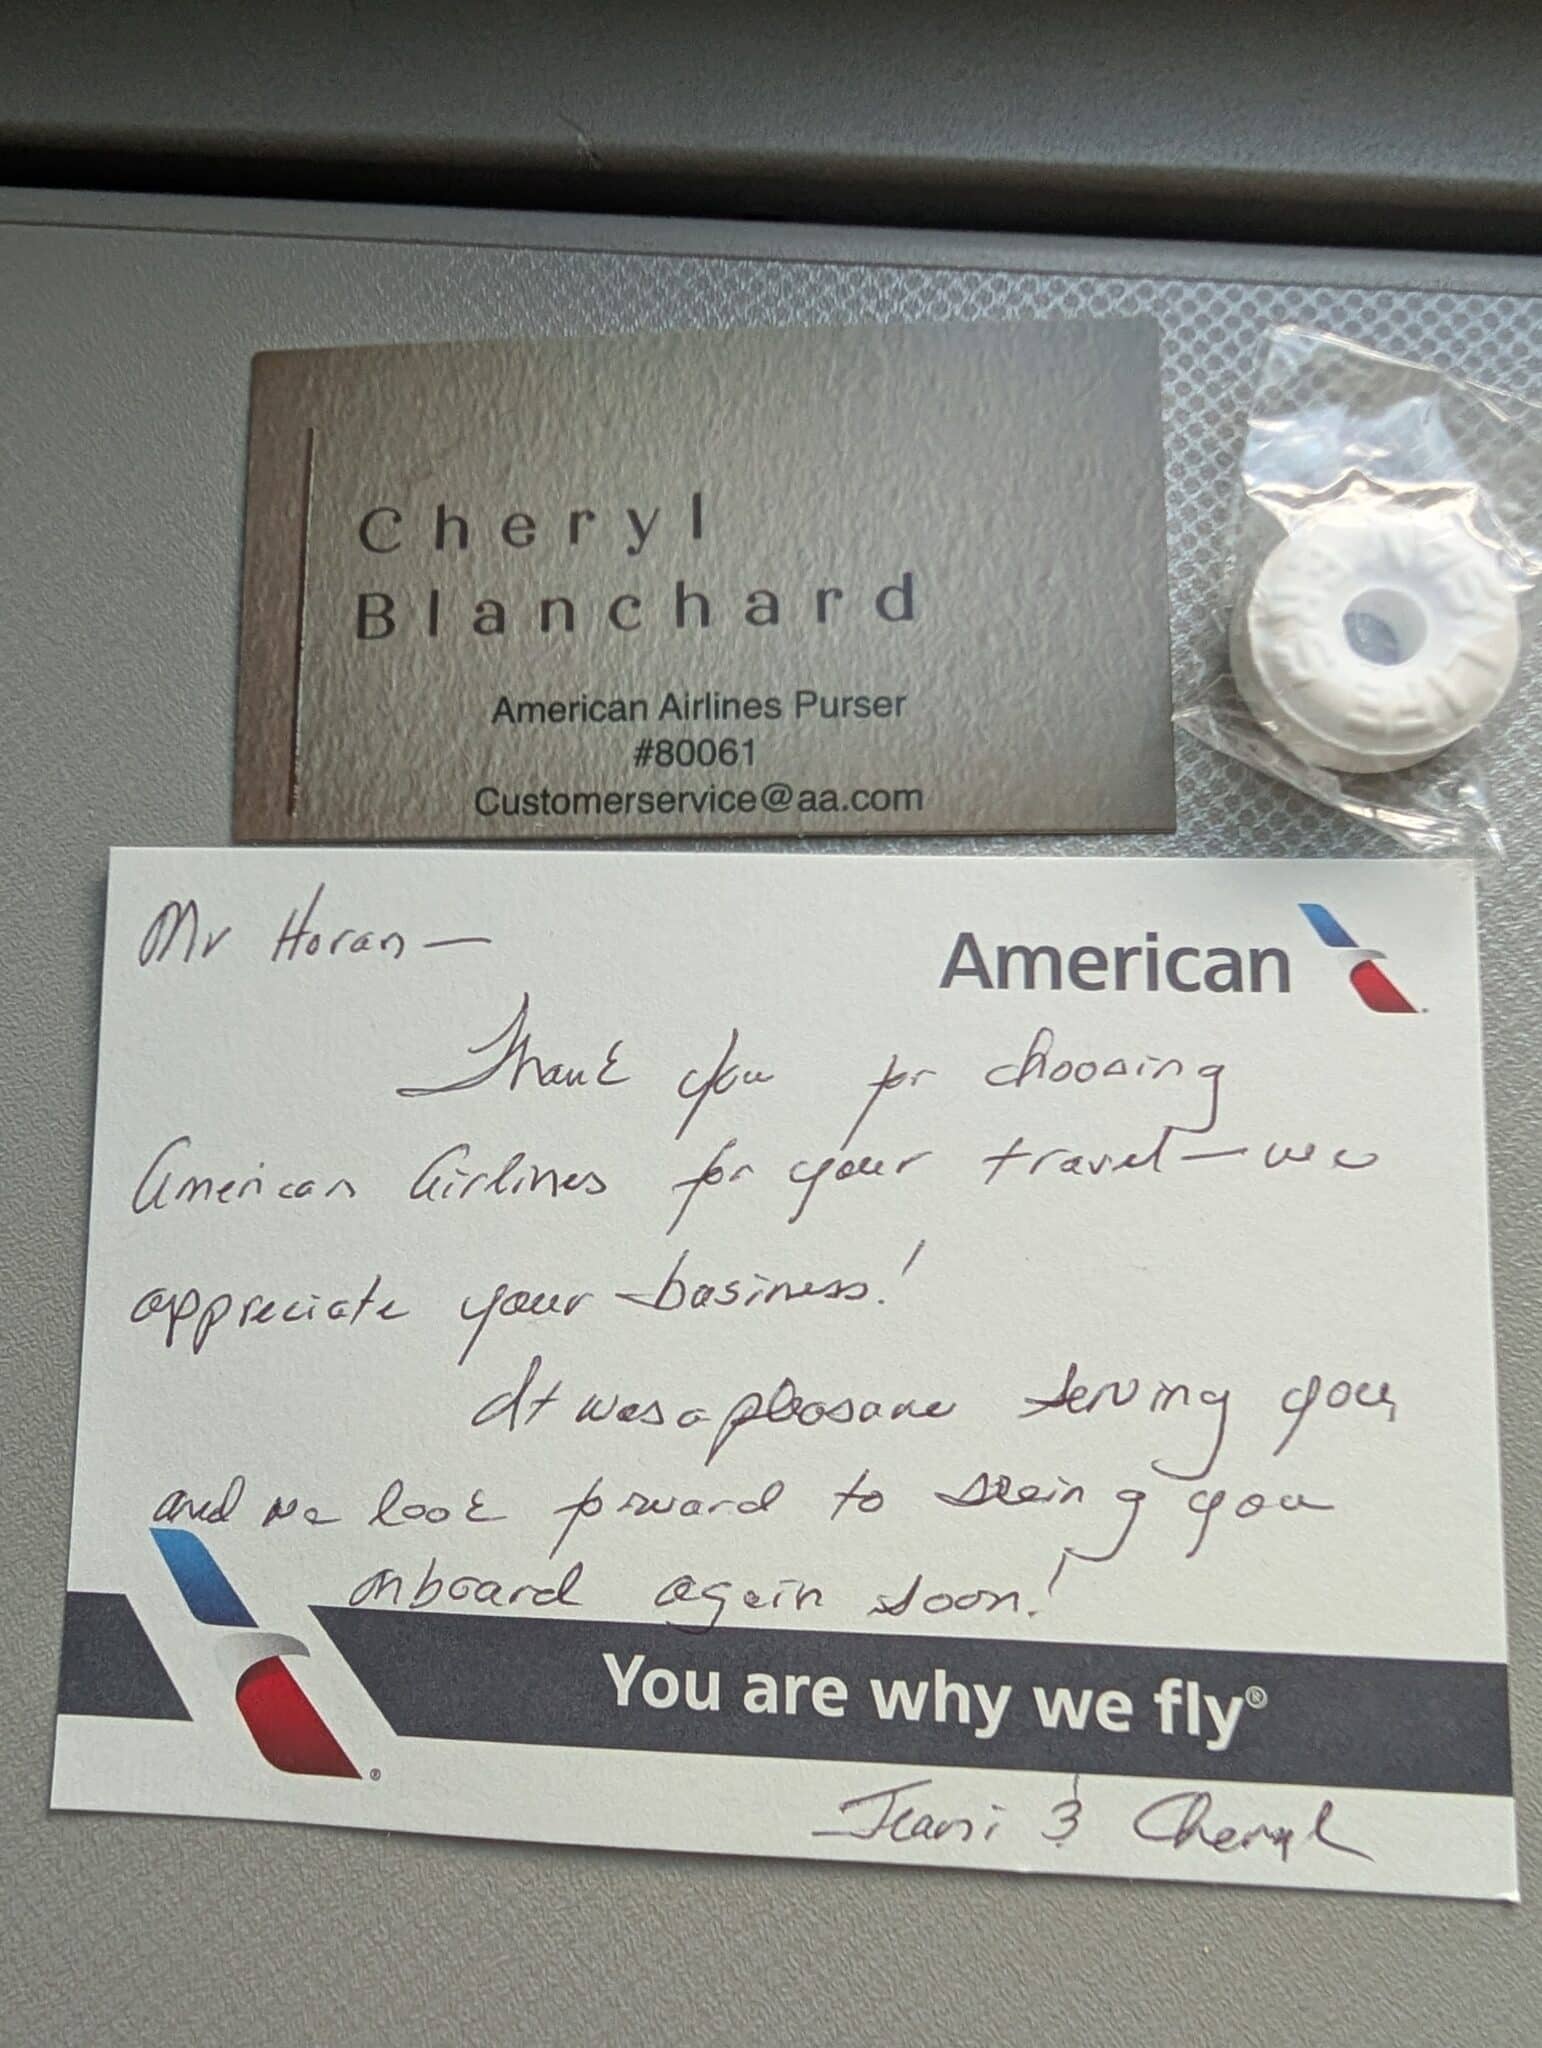 Cheryl
Blanchard
American Airlines Purser
#80061
Customerservice@aa.com
Mr Horan —
American
Thank you for choosing
American Airlines for your travel — we
appreciate your business!
It was a pleasure serving you,
and we look forward to seeing you
onboard again soon!
You are why we fly®
& Cheryl